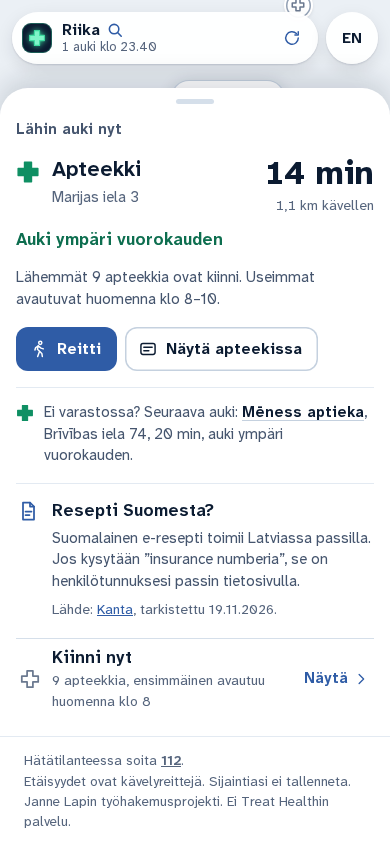 Riika
1 auki klo 23.40
EN
Lähin auki nyt
Apteekki
14 min
Marijas iela 3
1,1 km kävellen
Auki ympäri vuorokauden
Lähemmät 9 apteekkia ovat kiinni. Useimmat
avautuvat huomenna klo 8–10.
Reitti
Näytä apteekissa
Ei varastossa? Seuraava auki: Mēness aptieka,
Brīvības iela 74, 20 min, auki ympäri
vuorokauden.
Resepti Suomesta?
Suomalainen e-resepti toimii Latviassa passilla.
Jos kysytään ”insurance numberia”, se on
henkilötunnuksesi passin tietosivulla.
Lähde: Kanta, tarkistettu 19.11.2026.
Kiinni nyt
9 apteekkia, ensimmäinen avautuu
huomenna klo 8
Näytä
Hätätilanteessa soita 112.
Etäisyydet ovat kävelyreittejä. Sijaintiasi ei tallenneta.
Janne Lapin työhakemusprojekti. Ei Treat Healthin
palvelu.